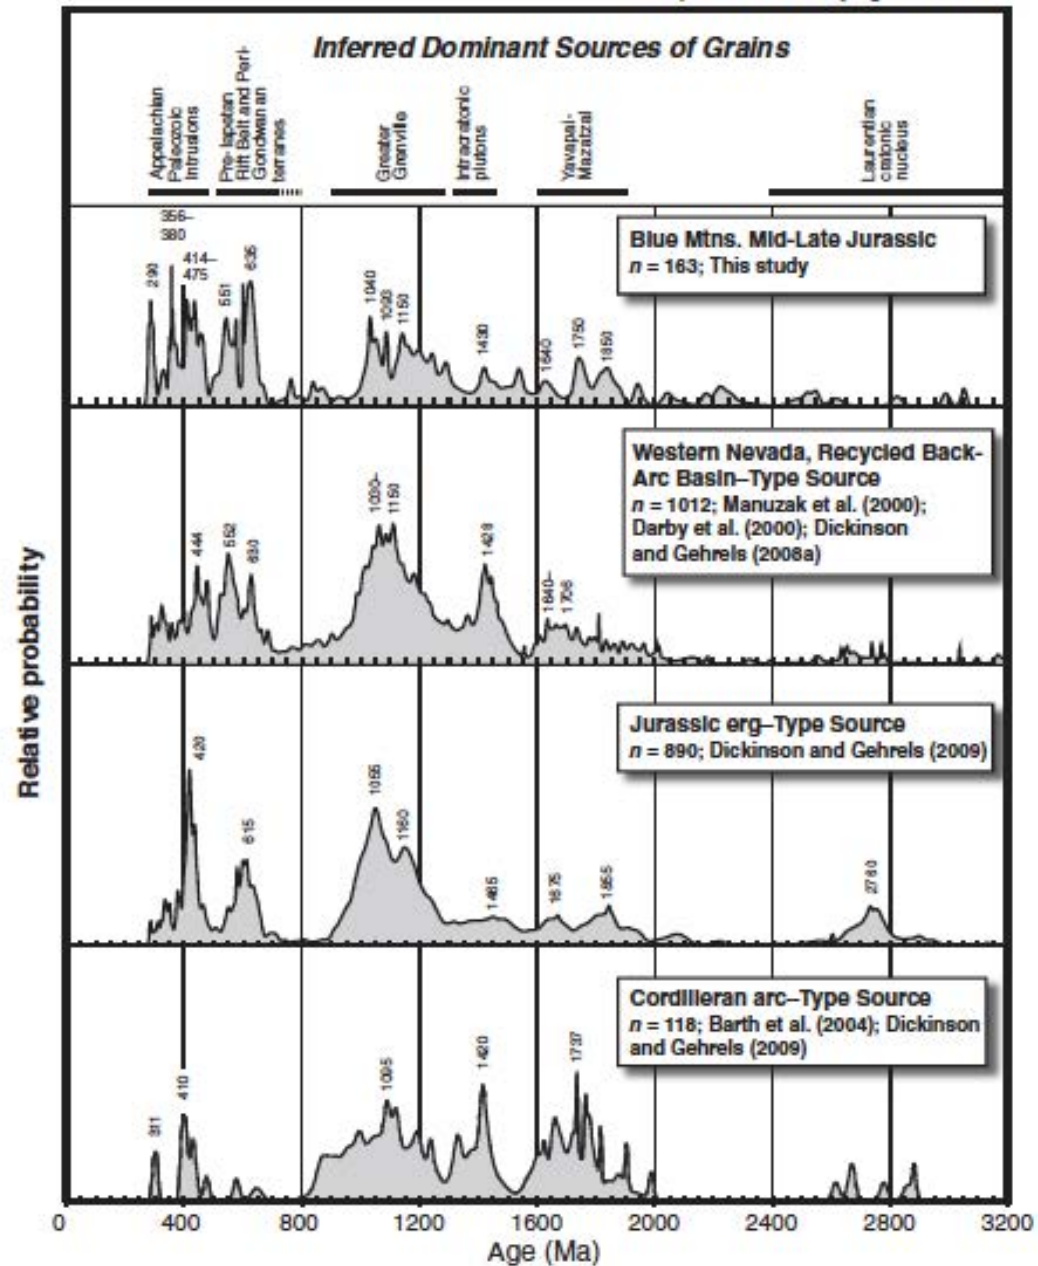 Inferred Dominant Sources of Grains
Appalachian
Paleozoic
Intrusions
Pre-Iapetan
Rift Belt and Peri-
Gondwanan
terranes
Greater
Grenville
Intracratonic
plutons
Yavapai-
Mazatzal
Laurentian
cratonic
nucleus
Blue Mtns. Mid-Late Jurassic
n = 163; This study
290
356–
380
414–
475
551
635
1040
1093
1150
1430
1640
1750
1850
Western Nevada, Recycled Back-
Arc Basin–Type Source
n = 1012; Manuzak et al. (2000);
Darby et al. (2000); Dickinson
and Gehrels (2008a)
444
552
630
1030–
1150
1428
1640–
1706
Relative probability
Jurassic erg–Type Source
n = 890; Dickinson and Gehrels (2009)
420
615
1055
1160
1465
1675
1855
2760
Cordilleran arc–Type Source
n = 118; Barth et al. (2004); Dickinson
and Gehrels (2009)
311
410
1095
1420
1737
0 400 800 1200 1600 2000 2400 2800 3200
Age (Ma)